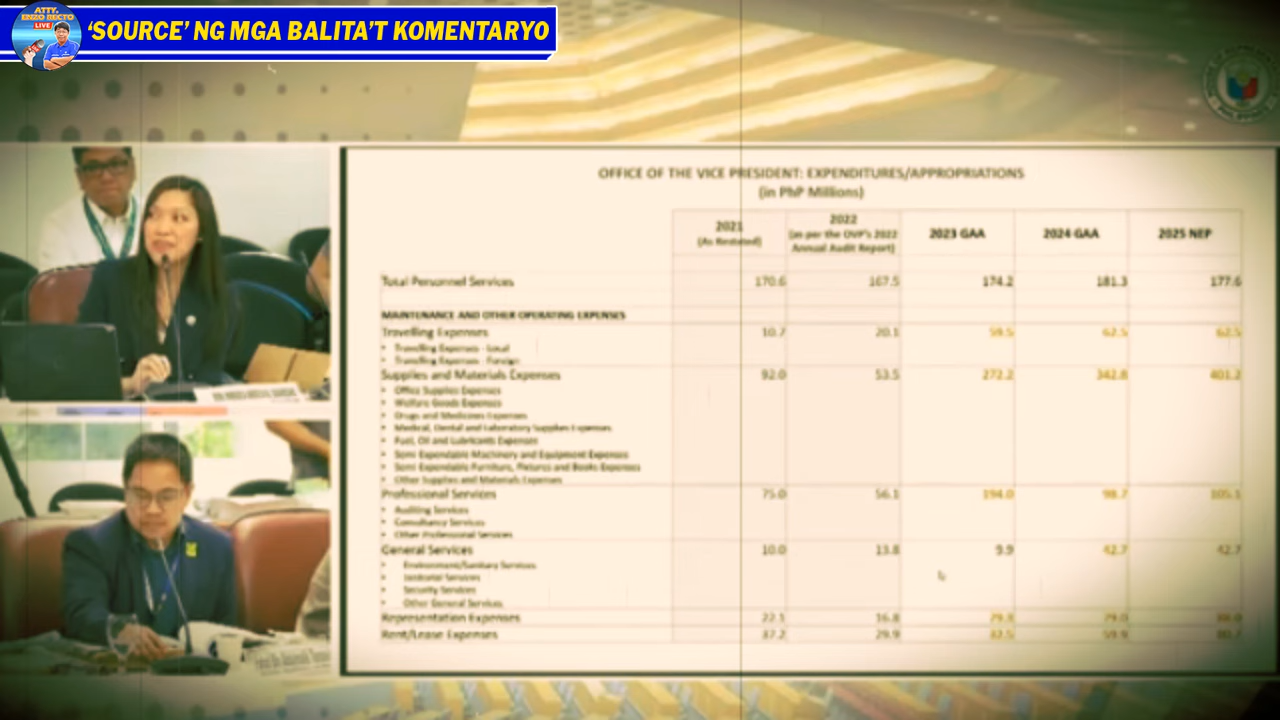 ATTY.
ENZO RECTO
LIVE
'SOURCE' NG MGA BALITA'T KOMENTARYO
OFFICE OF THE VICE PRESIDENT: EXPENDITURES/APPROPRIATIONS
(in PhP Millions)
2021 (As Restated) 2022 (as per the OVP's 2022 Annual Audit Report) 2023 GAA 2024 GAA 2025 NEP
Total Personnel Services 170.6 167.5 174.2 181.3 177.6
MAINTENANCE AND OTHER OPERATING EXPENSES
Travelling Expenses 10.7 20.1 59.5 62.5 62.5
• Travelling Expenses - Local
• Travelling Expenses - Foreign
Supplies and Materials Expenses 92.0 53.5 272.2 342.8 401.2
• Office Supplies Expenses
• Welfare Goods Expenses
• Drugs and Medicines Expenses
• Medical, Dental and Laboratory Supplies Expenses
• Fuel, Oil and Lubricants Expenses
• Semi Expendable Machinery and Equipment Expenses
• Semi Expendable Furniture, Fixtures and Books Expenses
• Other Supplies and Materials Expenses
Professional Services 75.0 56.1 194.0 98.7 105.1
• Auditing Services
• Consultancy Services
• Other Professional Services
General Services 10.0 13.8 9.9 42.7 42.7
• Environment/Sanitary Services
• Janitorial Services
• Security Services
• Other General Services
Representation Expenses 22.1 16.8 79.3 79.0
Rent/Lease Expenses 37.2 29.9 32.5 59.9